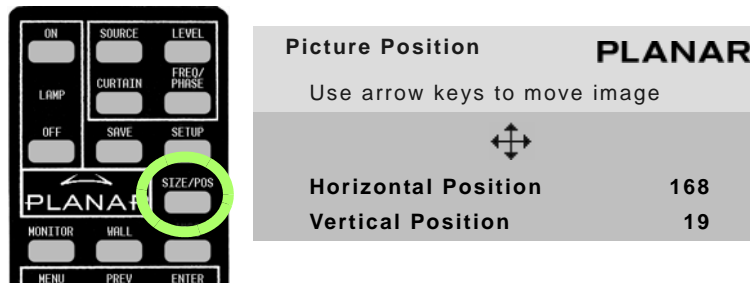 ON SOURCE LEVEL
CURTAIN FREQ/
PHASE
LAMP
OFF SAVE SETUP
SIZE/POS
PLANAR
MONITOR WALL
MENU PREV ENTER
Picture Position PLANAR
Use arrow keys to move image
Horizontal Position 168
Vertical Position 19